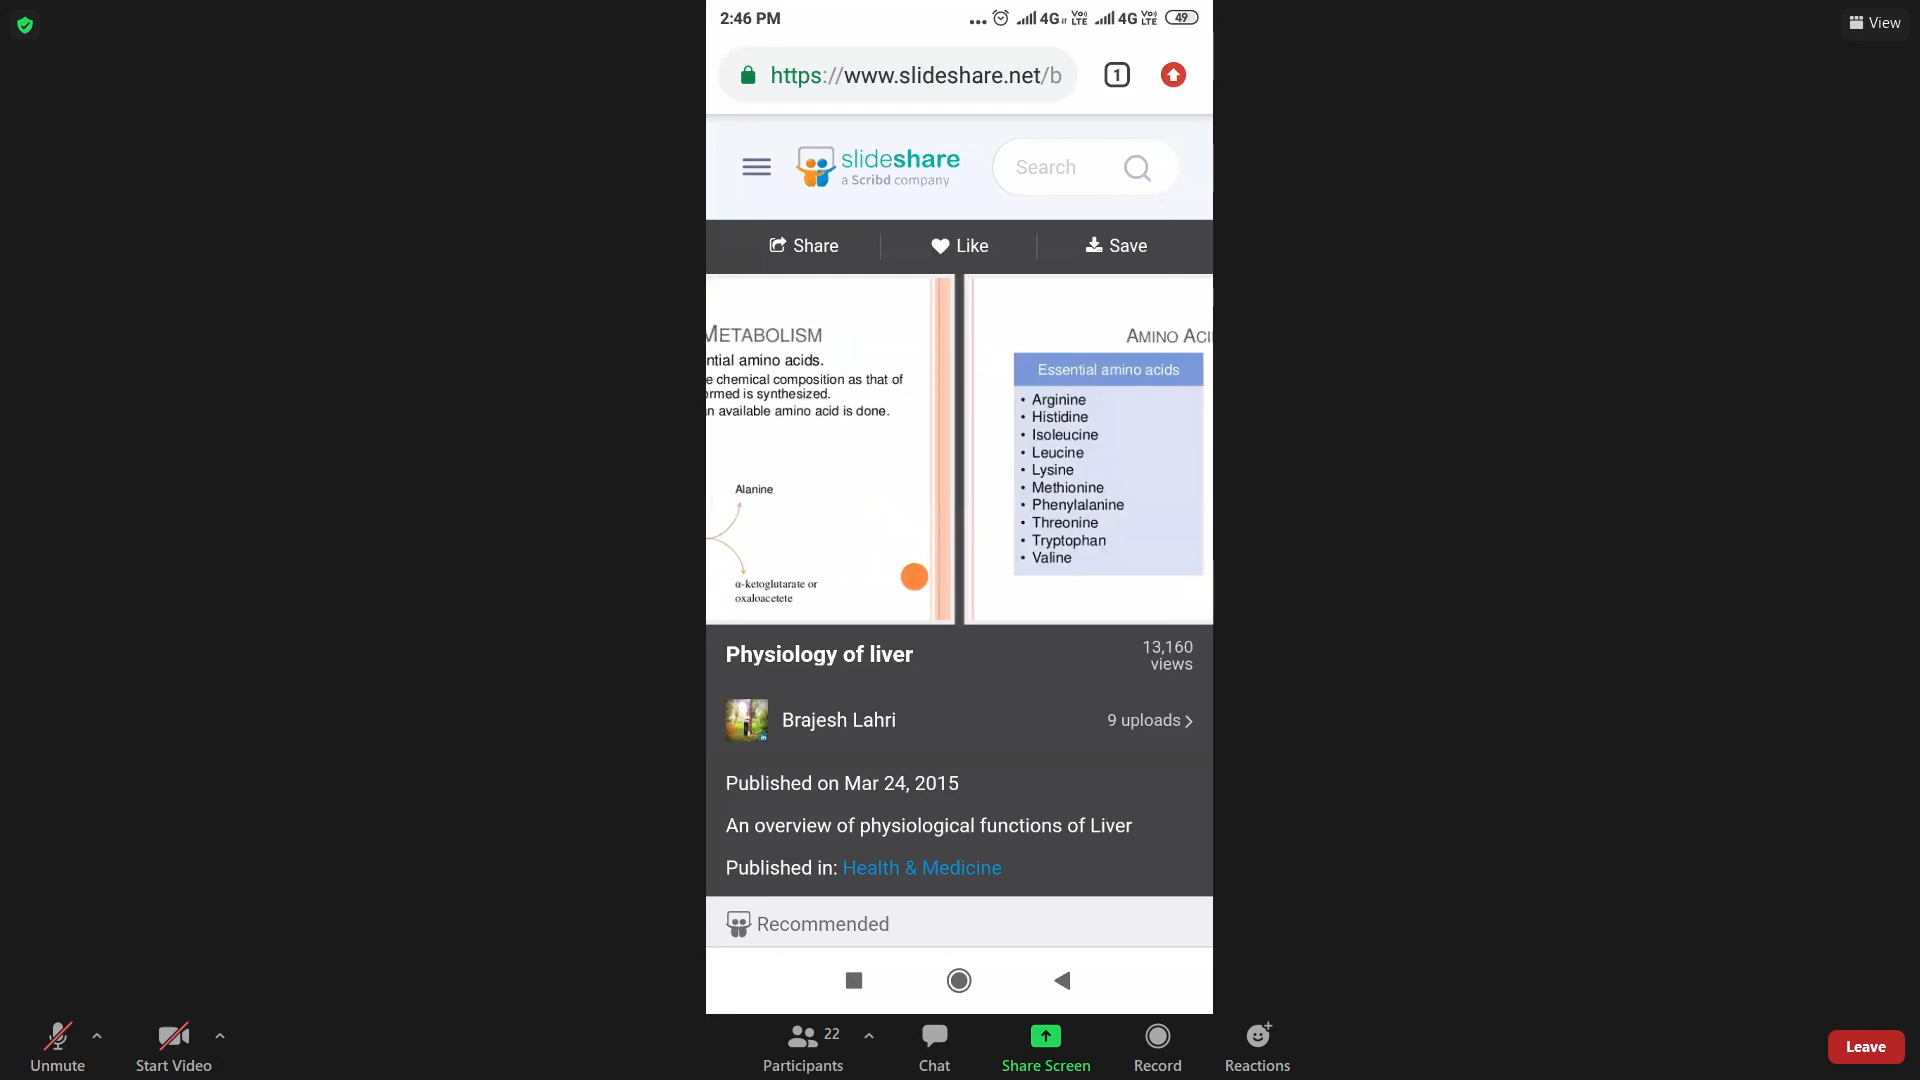 View
2:46 PM
4G VoLTE 4G VoLTE 49
https://www.slideshare.net/b
1
slideshare
a Scribd company
Search
Share Like Save
METABOLISM
ntial amino acids.
e chemical composition as that of
ormed is synthesized.
n available amino acid is done.
Alanine
α-ketoglutarate or
oxaloacetete
AMINO ACI
Essential amino acids
• Arginine
• Histidine
• Isoleucine
• Leucine
• Lysine
• Methionine
• Phenylalanine
• Threonine
• Tryptophan
• Valine
Physiology of liver
13,160
views
Brajesh Lahri
9 uploads
Published on Mar 24, 2015
An overview of physiological functions of Liver
Published in: Health & Medicine
Recommended
Unmute
Start Video
22
Participants
Chat
Share Screen
Record
Reactions
Leave